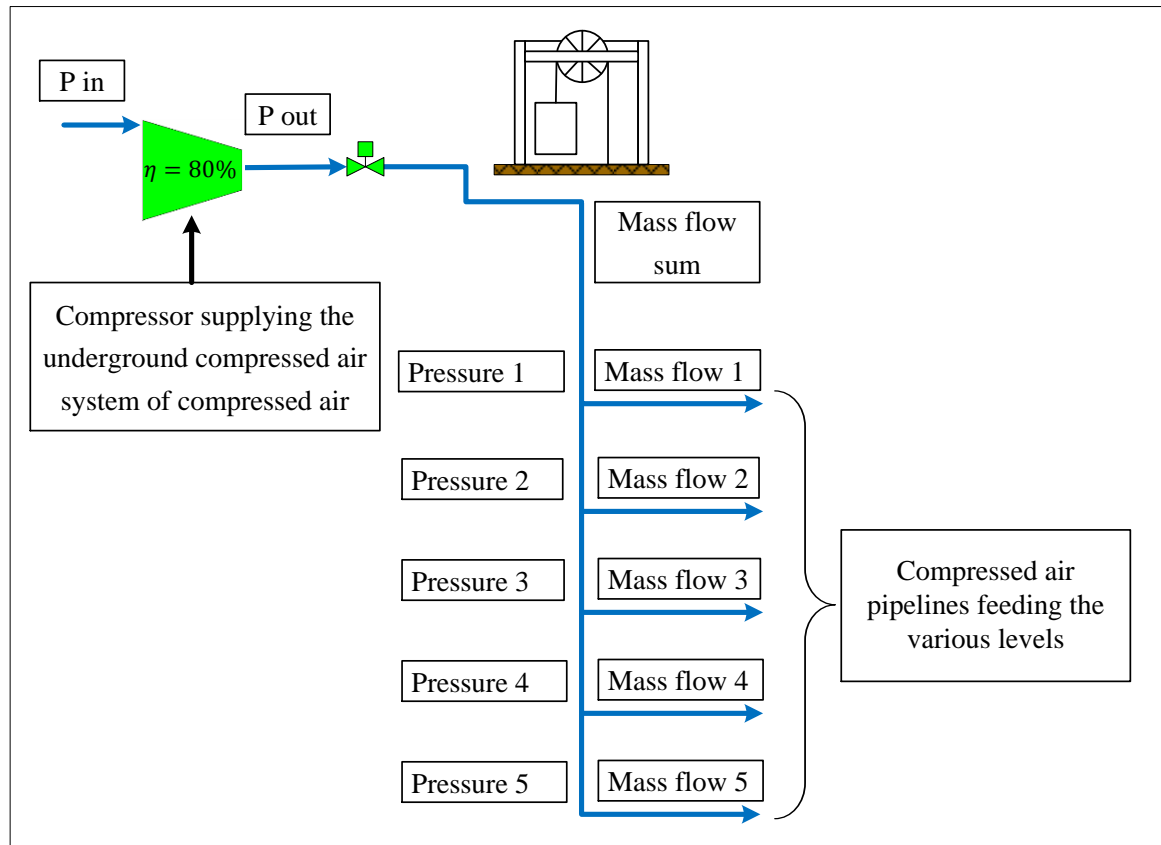 P in
P out
η = 80%
Mass flow
sum
Compressor supplying the
underground compressed air
system of compressed air
Pressure 1
Mass flow 1
Pressure 2
Mass flow 2
Pressure 3
Mass flow 3
Pressure 4
Mass flow 4
Pressure 5
Mass flow 5
Compressed air
pipelines feeding the
various levels